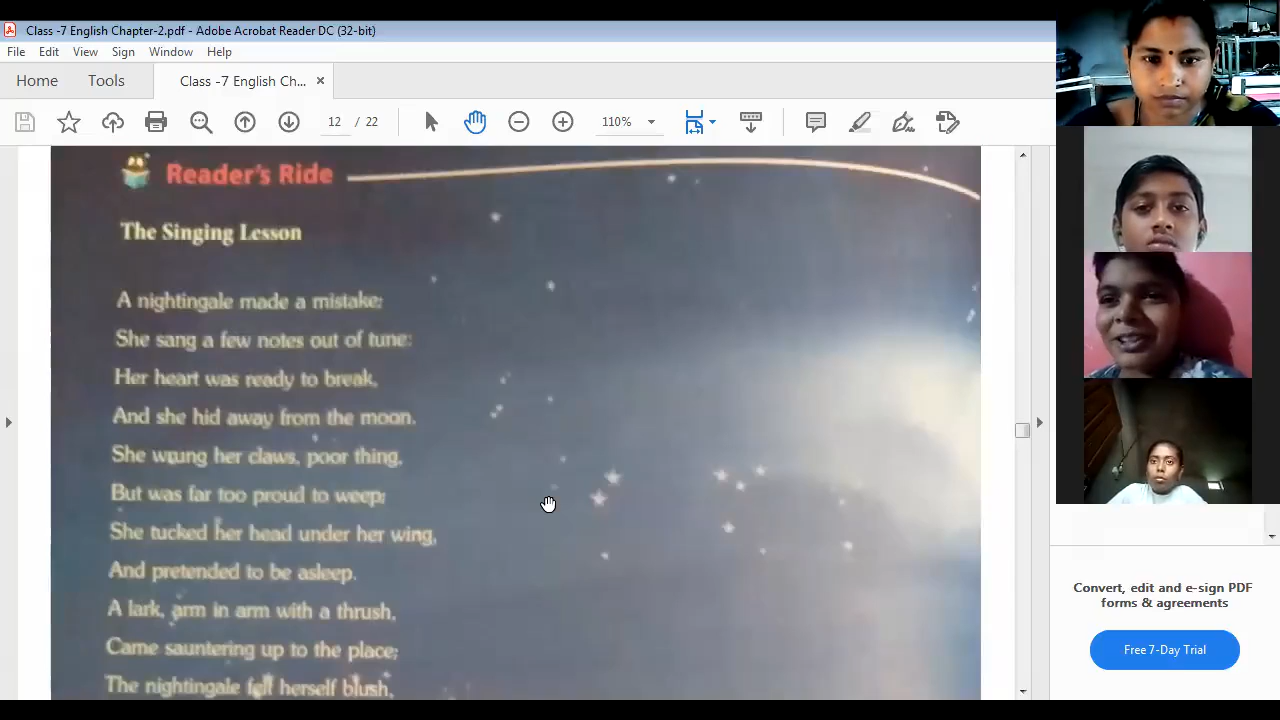 Class -7 English Chapter-2.pdf - Adobe Acrobat Reader DC (32-bit)
File Edit View Sign Window Help
Home Tools Class -7 English Ch... ×
12 / 22 110%
Reader's Ride
The Singing Lesson
A nightingale made a mistake;
She sang a few notes out of tune:
Her heart was ready to break,
And she hid away from the moon.
She wrung her claws, poor thing,
But was far too proud to weep;
She tucked her head under her wing,
And pretended to be asleep.
A lark, arm in arm with a thrush,
Came sauntering up to the place;
The nightingale felt herself blush,
Convert, edit and e-sign PDF
forms & agreements
Free 7-Day Trial